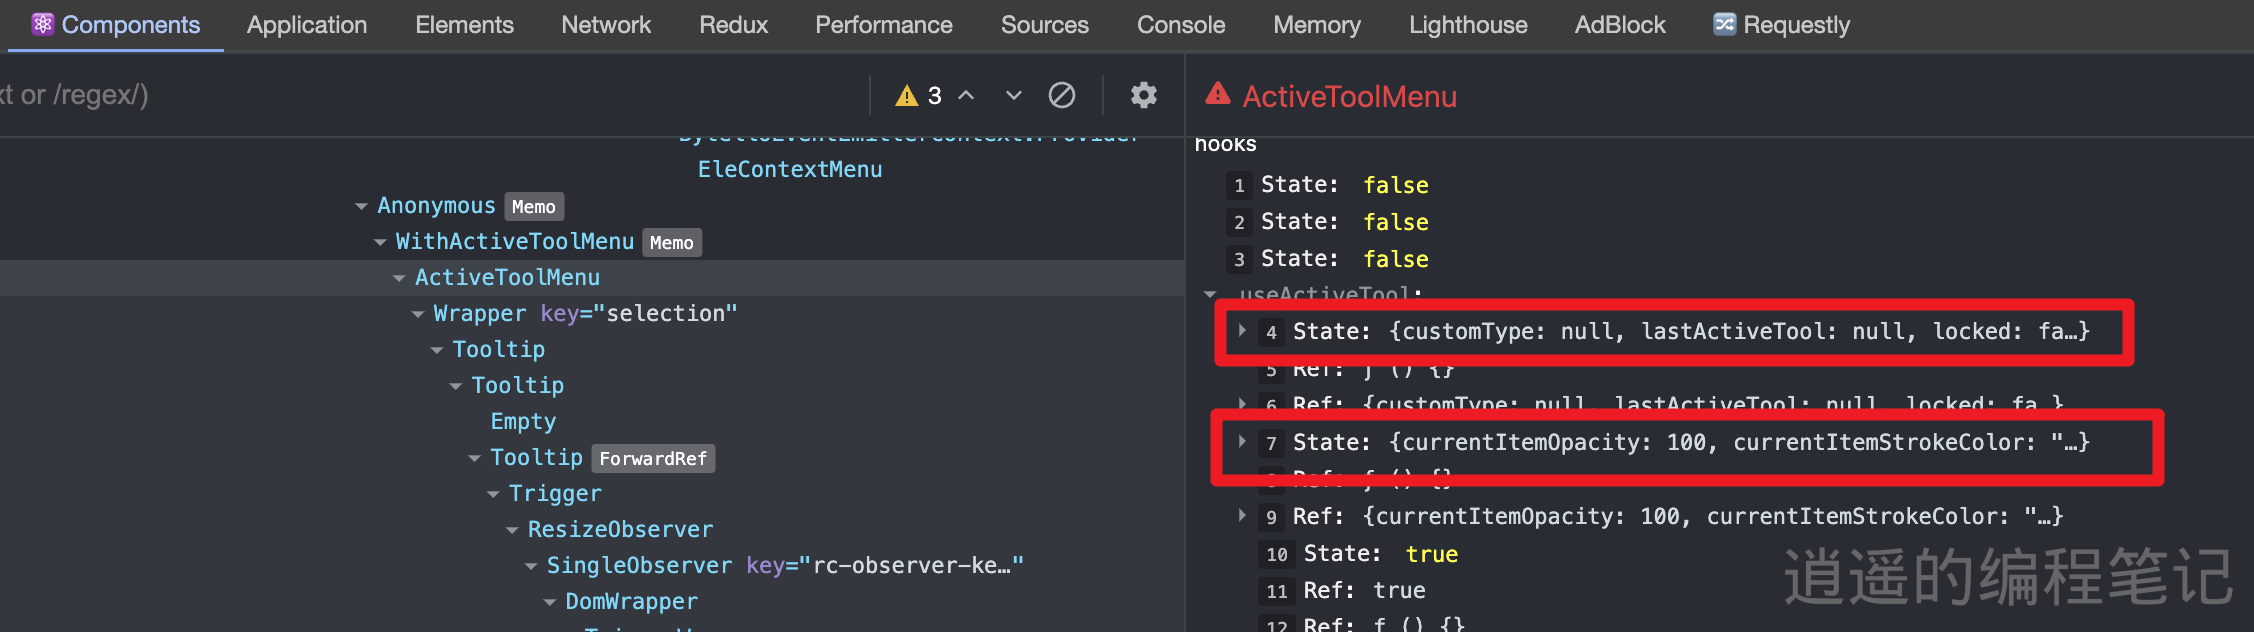 Components Application Elements Network Redux Performance Sources Console Memory Lighthouse AdBlock Requestly
xt or /regex/)
3
ActiveToolMenu
EleContextMenu
Anonymous Memo
WithActiveToolMenu Memo
ActiveToolMenu
Wrapper key="selection"
Tooltip
Tooltip
Empty
Tooltip ForwardRef
Trigger
ResizeObserver
SingleObserver key="rc-observer-ke…"
DomWrapper
hooks
1 State: false
2 State: false
3 State: false
useActiveTool:
4 State: {customType: null, lastActiveTool: null, locked: fa…}
5 Ref: ƒ () {}
6 Ref: {customType: null, lastActiveTool: null, locked: fa…}
7 State: {currentItemOpacity: 100, currentItemStrokeColor: "…}
8 Ref: ƒ () {}
9 Ref: {currentItemOpacity: 100, currentItemStrokeColor: "…}
10 State: true
11 Ref: true
12 Ref: ƒ () {}
逍遥的编程笔记